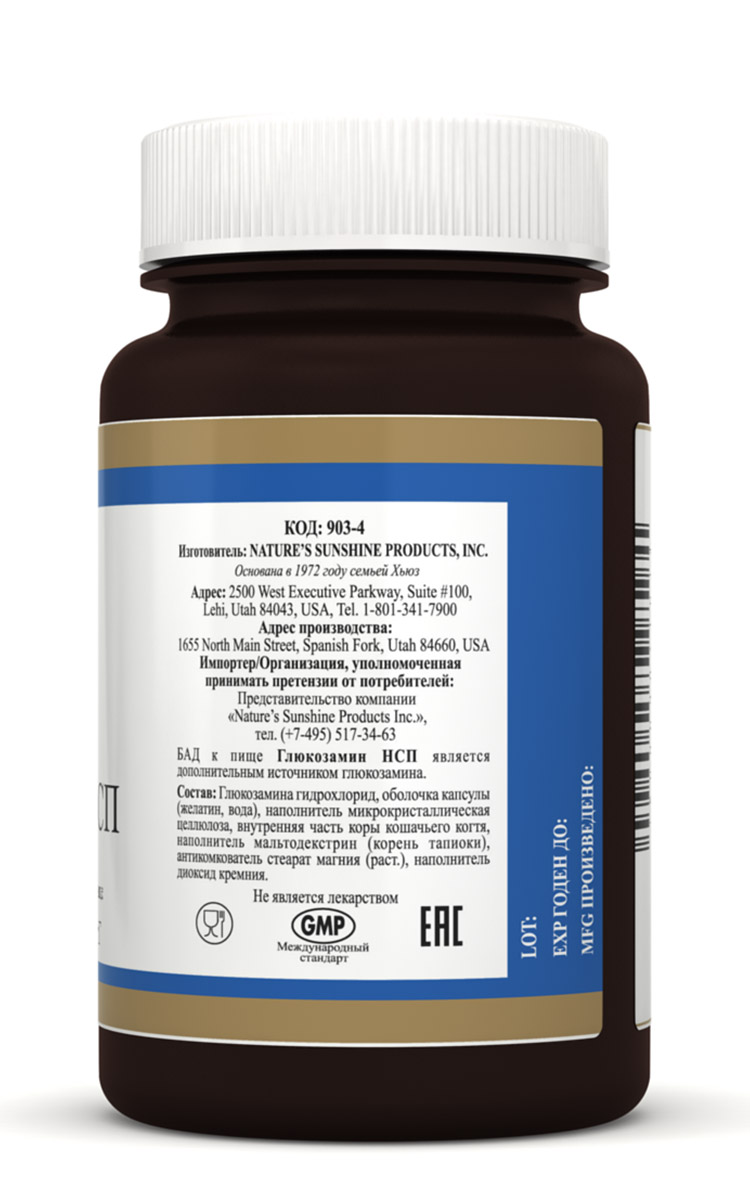 КОД: 903-4
Изготовитель: NATURE'S SUNSHINE PRODUCTS, INC.
Основана в 1972 году семьей Хьюз
Адрес: 2500 West Executive Parkway, Suite #100,
Lehi, Utah 84043, USA, Tel. 1-801-341-7900
Адрес производства:
1655 North Main Street, Spanish Fork, Utah 84660, USA
Импортер/Организация, уполномоченная
принимать претензии от потребителей:
Представительство компании
«Nature's Sunshine Products Inc.»,
тел. (+7-495) 517-34-63
БАД к пище Глюкозамин НСП является
дополнительным источником глюкозамина.
Состав: Глюкозамина гидрохлорид, оболочка капсулы
(желатин, вода), наполнитель микрокристаллическая
целлюлоза, внутренняя часть коры кошачьего когтя,
наполнитель мальтодекстрин (корень тапиоки),
антикомкователь стеарат магния (раст.), наполнитель
диоксид кремния.
Не является лекарством
GMP
Международный
стандарт
EAC
СП
LOT:
EXP ГОДЕН ДО:
MFG ПРОИЗВЕДЕНО: